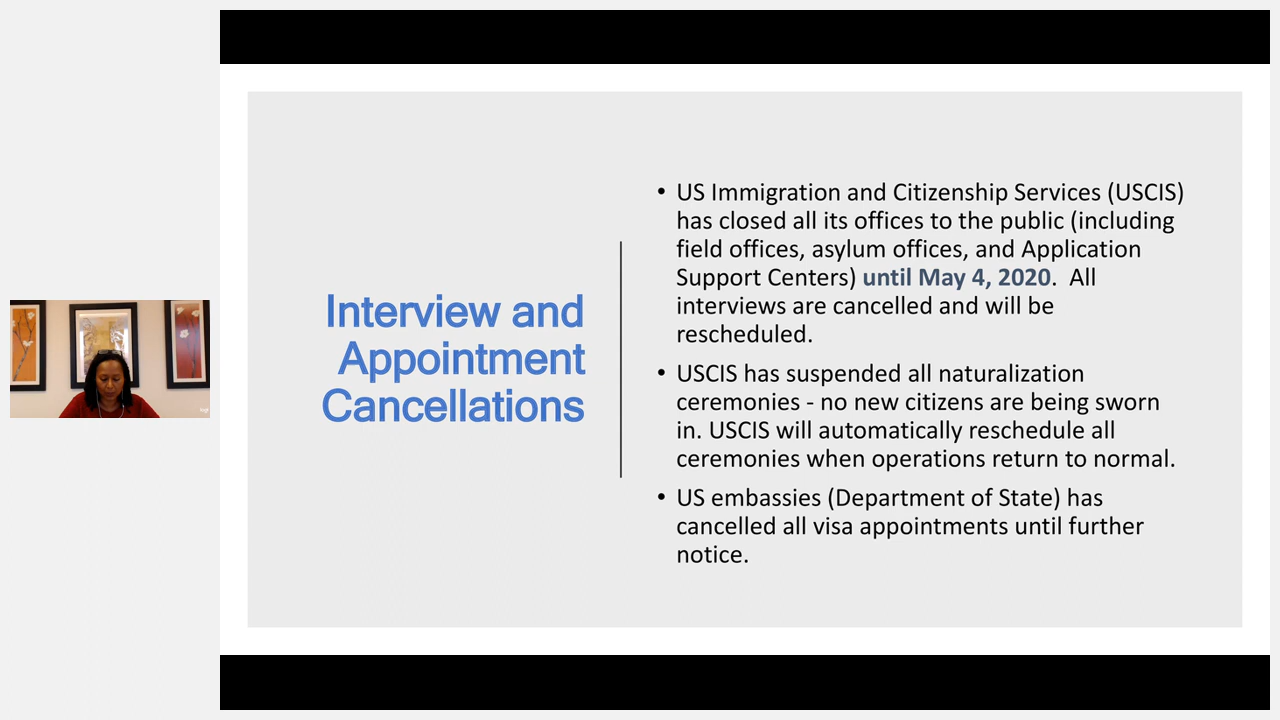 Interview and
Appointment
Cancellations
• US Immigration and Citizenship Services (USCIS)
has closed all its offices to the public (including
field offices, asylum offices, and Application
Support Centers) until May 4, 2020. All
interviews are cancelled and will be
rescheduled.
• USCIS has suspended all naturalization
ceremonies - no new citizens are being sworn
in. USCIS will automatically reschedule all
ceremonies when operations return to normal.
• US embassies (Department of State) has
cancelled all visa appointments until further
notice.